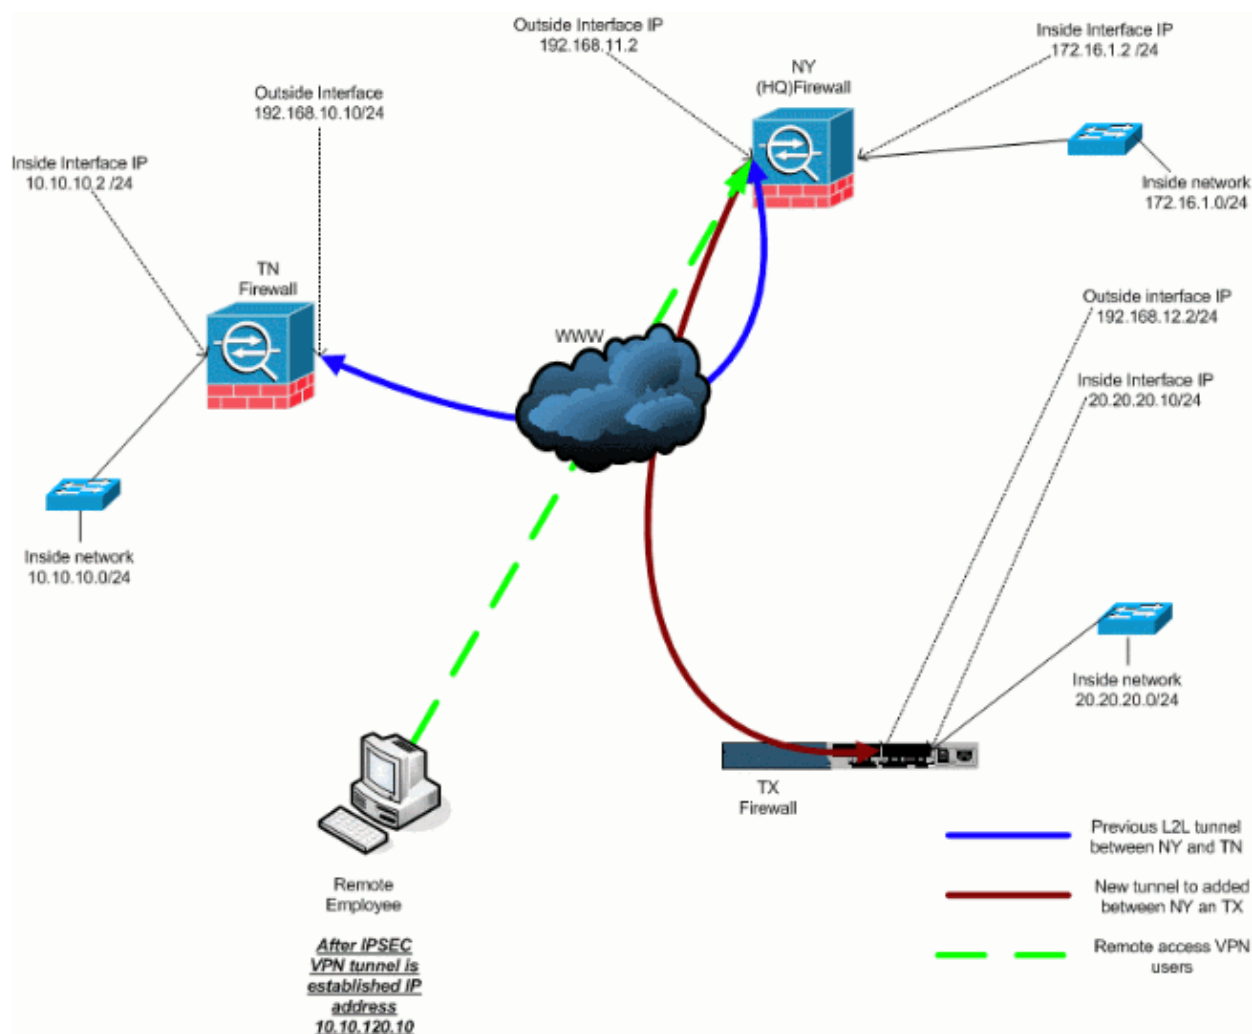 Outside Interface IP
192.168.11.2
Inside Interface IP
172.16.1.2 /24
NY
(HQ)Firewall
Outside Interface
192.168.10.10/24
Inside Interface IP
10.10.10.2 /24
Inside network
172.16.1.0/24
TN
Firewall
Outside interface IP
192.168.12.2/24
WWW
Inside Interface IP
20.20.20.10/24
Inside network
10.10.10.0/24
Inside network
20.20.20.0/24
TX
Firewall
Previous L2L tunnel
between NY and TN
Remote
Employee
New tunnel to added
between NY an TX
After IPSEC
VPN tunnel is
established IP
address
10.10.120.10
Remote access VPN
users